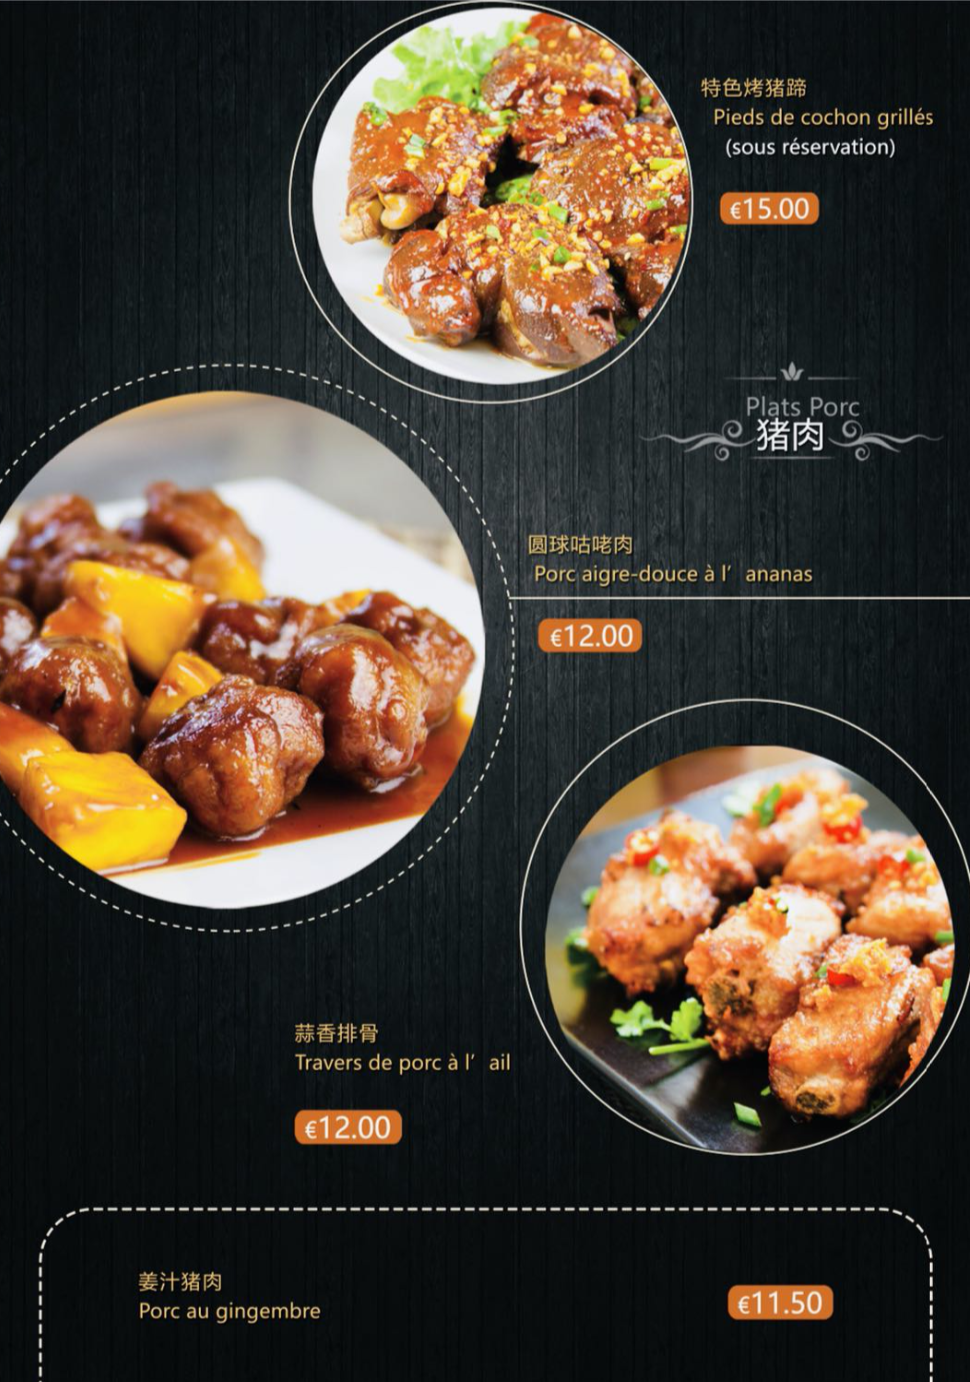 特色烤猪蹄
Pieds de cochon grillés
(sous réservation)
€15.00
Plats Porc
猪肉
圆球咕咾肉
Porc aigre-douce à l’ananas
€12.00
蒜香排骨
Travers de porc à l’ail
€12.00
姜汁猪肉
Porc au gingembre
€11.50